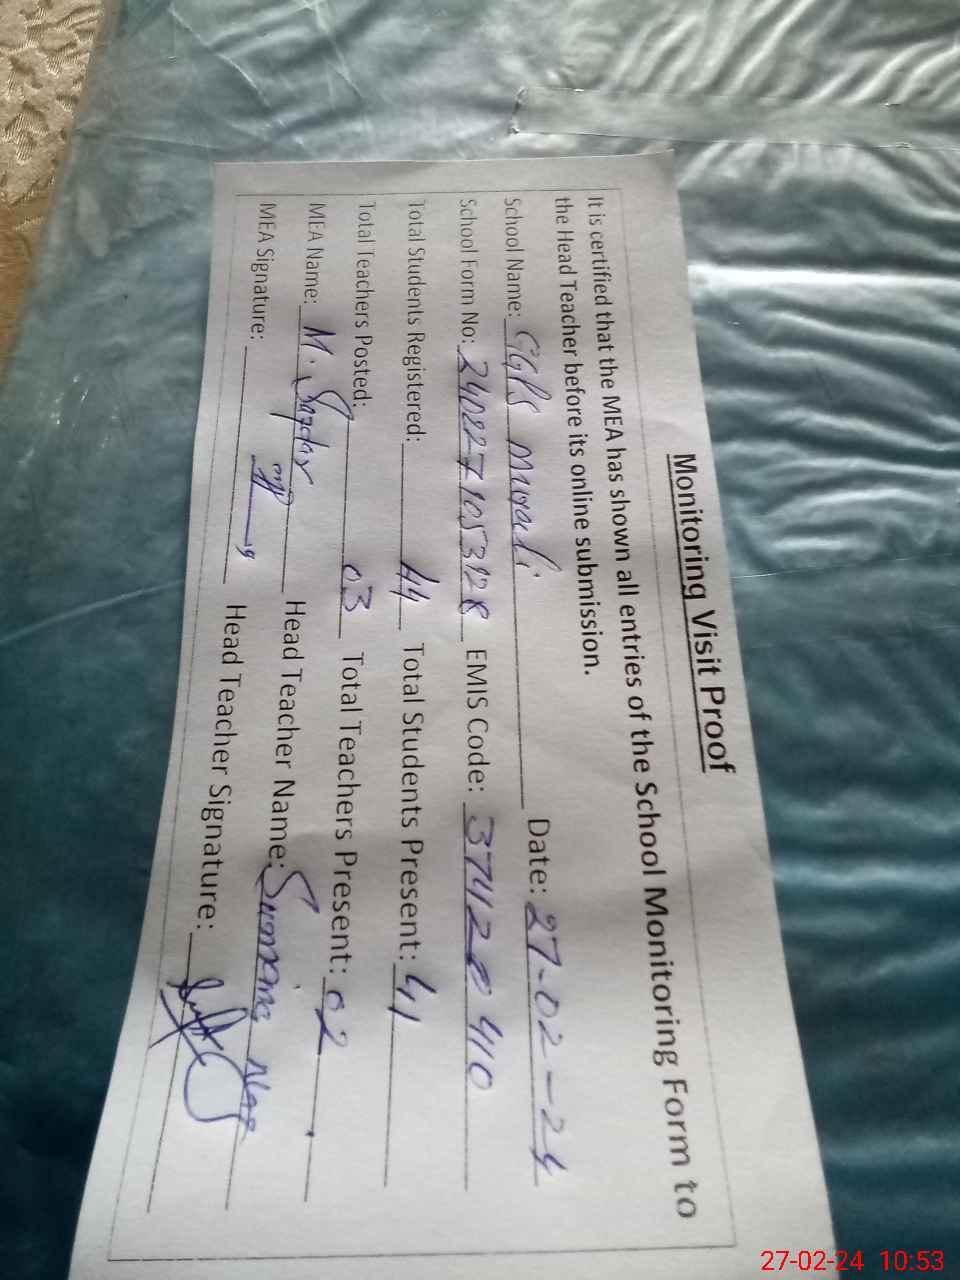 Monitoring Visit Proof
It is certified that the MEA has shown all entries of the School Monitoring Form to
the Head Teacher before its online submission.
School Name: GGPS Date: 27-02-24
School Form No: EMIS Code: 37412 410
Total Students Registered: 44 Total Students Present: 41
Total Teachers Posted: 03 Total Teachers Present: 02
MEA Name: M. Head Teacher Name:
MEA Signature: Head Teacher Signature:
27-02-24 10:53